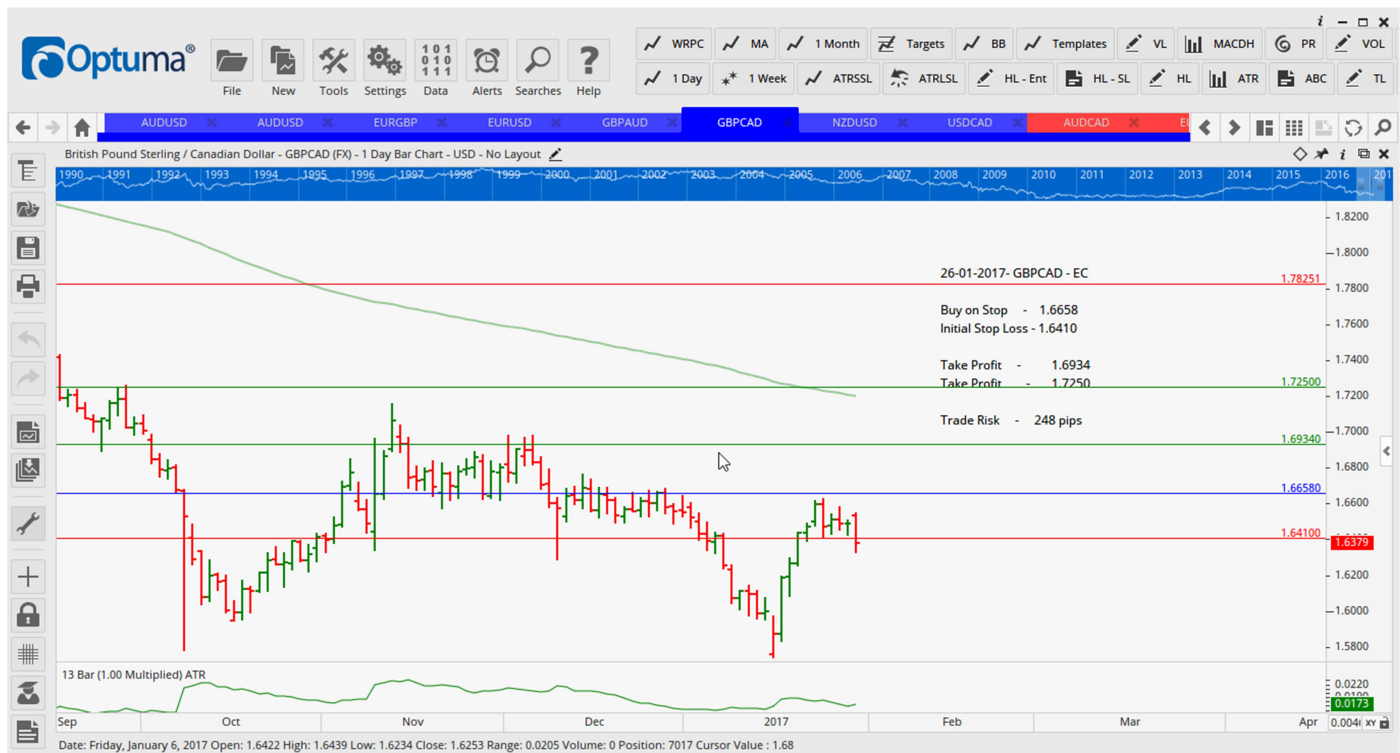 i
Optuma®
File
New
Tools
Settings
101
010
111
Data
Alerts
Searches
Help
WRPC MA 1 Month Targets BB Templates VL MACDH PR VOL
1 Day 1 Week ATRSSL ATRLSL HL - Ent HL - SL HL ATR ABC TL
AUDUSD AUDUSD EURGBP EURUSD GBPAUD GBPCAD NZDUSD USDCAD AUDCAD
British Pound Sterling / Canadian Dollar - GBPCAD (FX) - 1 Day Bar Chart - USD - No Layout
i
1990 1991 1992 1993 1994 1995 1996 1997 1998 1999 2000 2001 2002 2003 2004 2005 2006 2007 2008 2009 2010 2011 2012 2013 2014 2015 2016 201
1.8200
1.8000
26-01-2017- GBPCAD - EC
1.78251
1.7800
Buy on Stop - 1.6658
1.7600
Initial Stop Loss - 1.6410
Take Profit - 1.6934
1.7400
Take Profit - 1.7250
1.72500
1.7200
Trade Risk - 248 pips
1.7000
1.69340
1.6800
1.66580
1.6600
1.64100
1.6379
1.6200
1.6000
1.5800
13 Bar (1.00 Multiplied) ATR
0.0220
0.0173
Sep Oct Nov Dec 2017 Feb Mar Apr
XY
Date: Friday, January 6, 2017 Open: 1.6422 High: 1.6439 Low: 1.6234 Close: 1.6253 Range: 0.0205 Volume: 0 Position: 7017 Cursor Value : 1.68